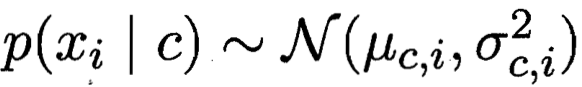 p(x_i | c) ∼ 𝒩(μ_{c,i}, σ²_{c,i})